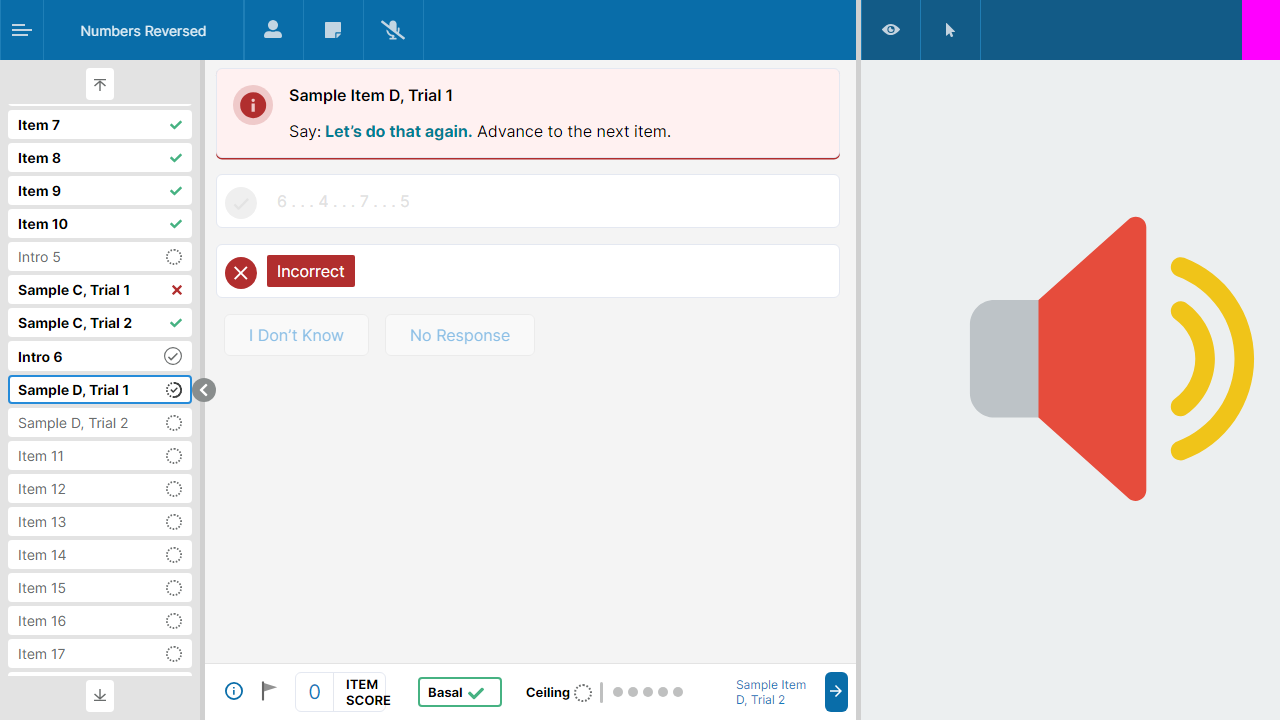 Numbers Reversed
Item 7
Item 8
Item 9
Item 10
Intro 5
Sample C, Trial 1
Sample C, Trial 2
Intro 6
Sample D, Trial 1
Sample D, Trial 2
Item 11
Item 12
Item 13
Item 14
Item 15
Item 16
Item 17
Sample Item D, Trial 1
Say: Let’s do that again. Advance to the next item.
6 . . . 4 . . . 7 . . . 5
Incorrect
I Don’t Know
No Response
0
ITEM
SCORE
Basal
Ceiling
Sample Item
D, Trial 2